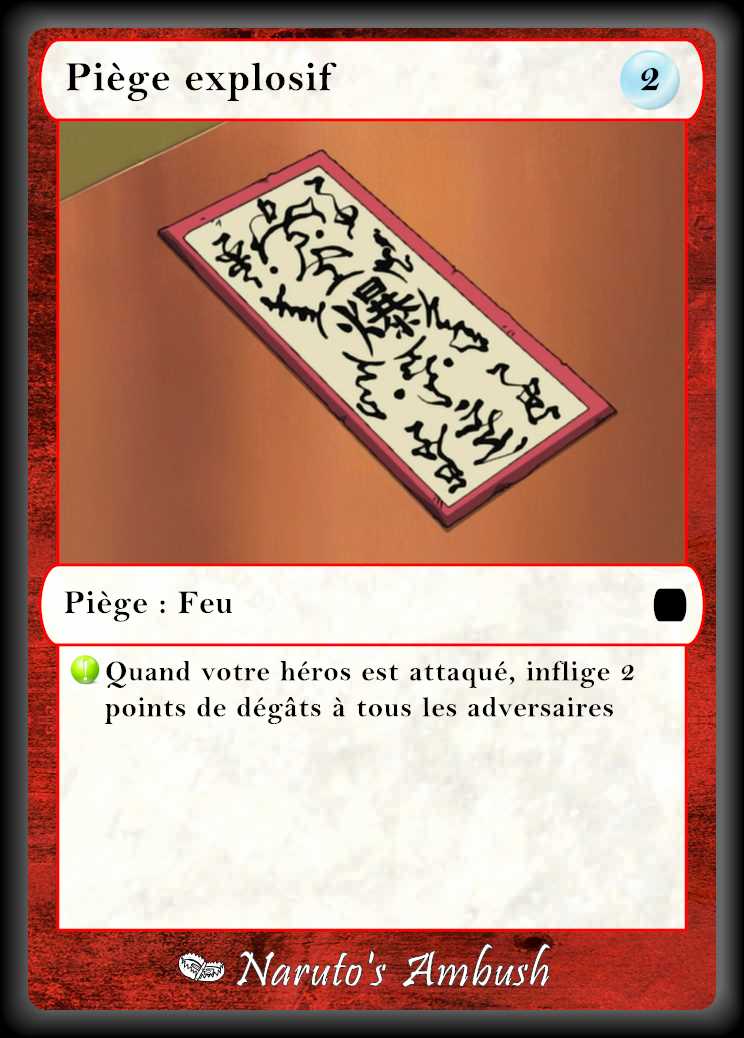 Piège explosif
2
爆
Piège : Feu
! Quand votre héros est attaqué, inflige 2
points de dégâts à tous les adversaires
Naruto's Ambush